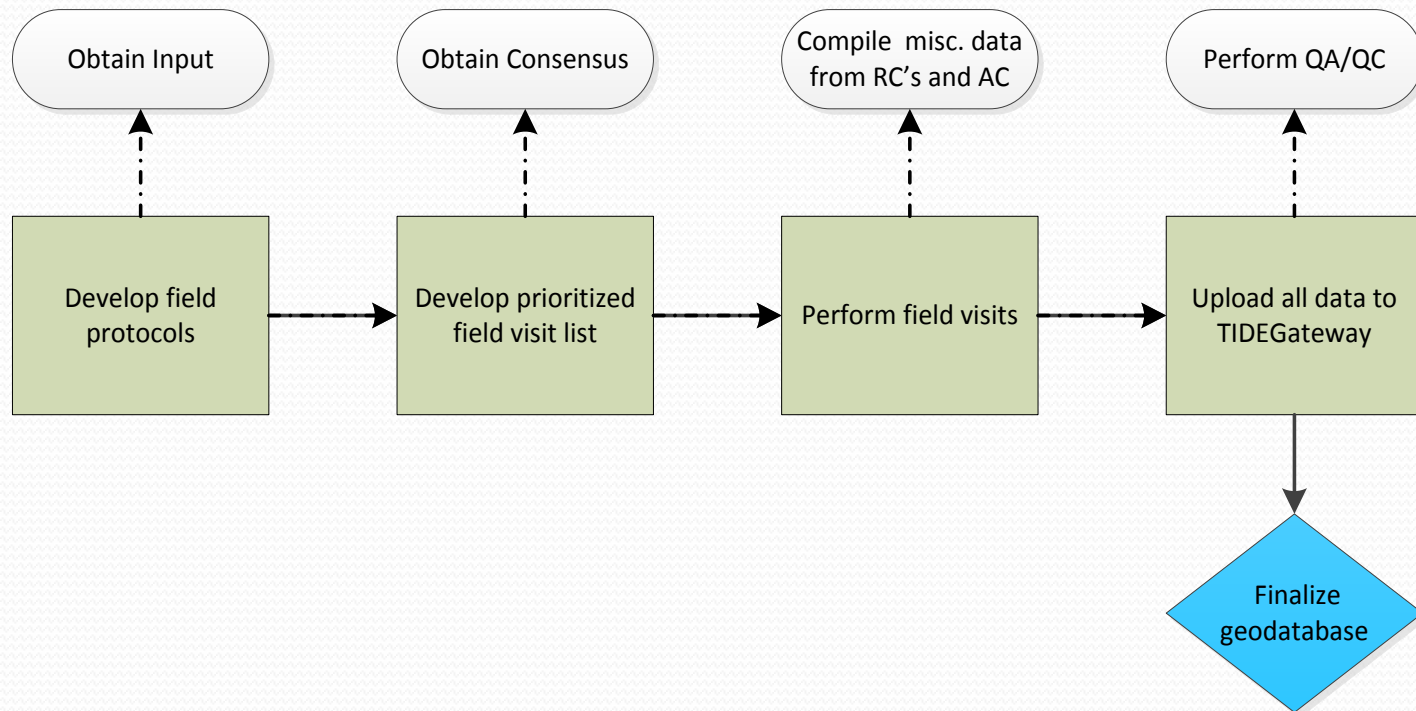 Obtain Input
Obtain Consensus
Compile  misc. data
from RC's and AC
Perform QA/QC
Develop field
protocols
Develop prioritized
field visit list
Perform field visits
Upload all data to
TIDEGateway
Finalize
geodatabase